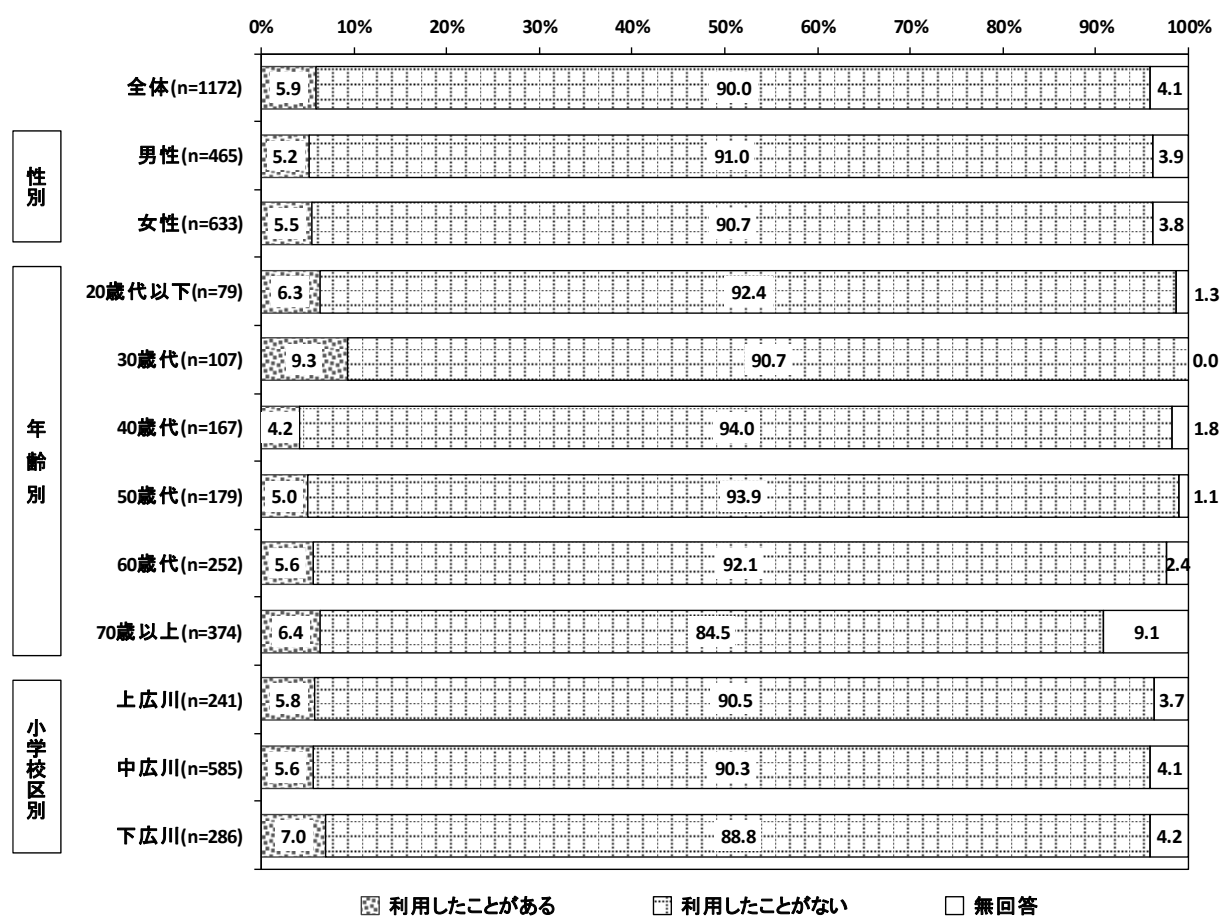 0% 10% 20% 30% 40% 50% 60% 70% 80% 90% 100%
全体(n=1172) 5.9 90.0 4.1
性別
男性(n=465) 5.2 91.0 3.9
女性(n=633) 5.5 90.7 3.8
年齢別
20歳代以下(n=79) 6.3 92.4 1.3
30歳代(n=107) 9.3 90.7 0.0
40歳代(n=167) 4.2 94.0 1.8
50歳代(n=179) 5.0 93.9 1.1
60歳代(n=252) 5.6 92.1 2.4
70歳以上(n=374) 6.4 84.5 9.1
小学校区別
上広川(n=241) 5.8 90.5 3.7
中広川(n=585) 5.6 90.3 4.1
下広川(n=286) 7.0 88.8 4.2
利用したことがある 利用したことがない 無回答